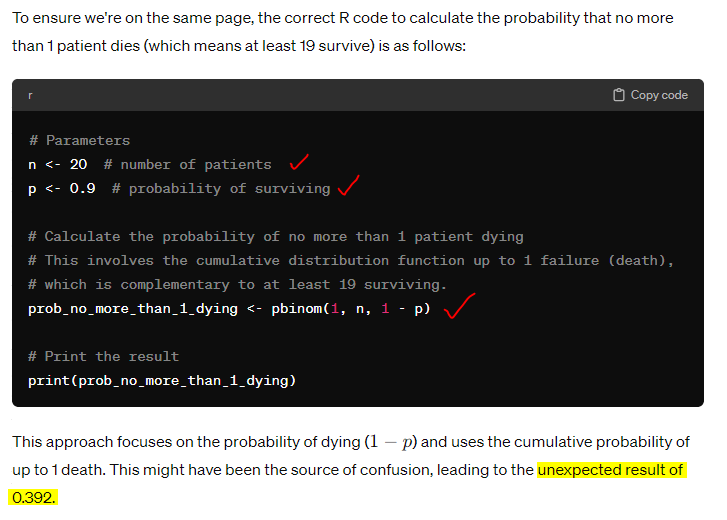 To ensure we're on the same page, the correct R code to calculate the probability that no more
than 1 patient dies (which means at least 19 survive) is as follows:
r
Copy code
# Parameters
n <- 20  # number of patients
p <- 0.9  # probability of surviving
# Calculate the probability of no more than 1 patient dying
# This involves the cumulative distribution function up to 1 failure (death),
# which is complementary to at least 19 surviving.
prob_no_more_than_1_dying <- pbinom(1, n, 1 - p)
# Print the result
print(prob_no_more_than_1_dying)
This approach focuses on the probability of dying (1 − p) and uses the cumulative probability of
up to 1 death. This might have been the source of confusion, leading to the unexpected result of
0.392.